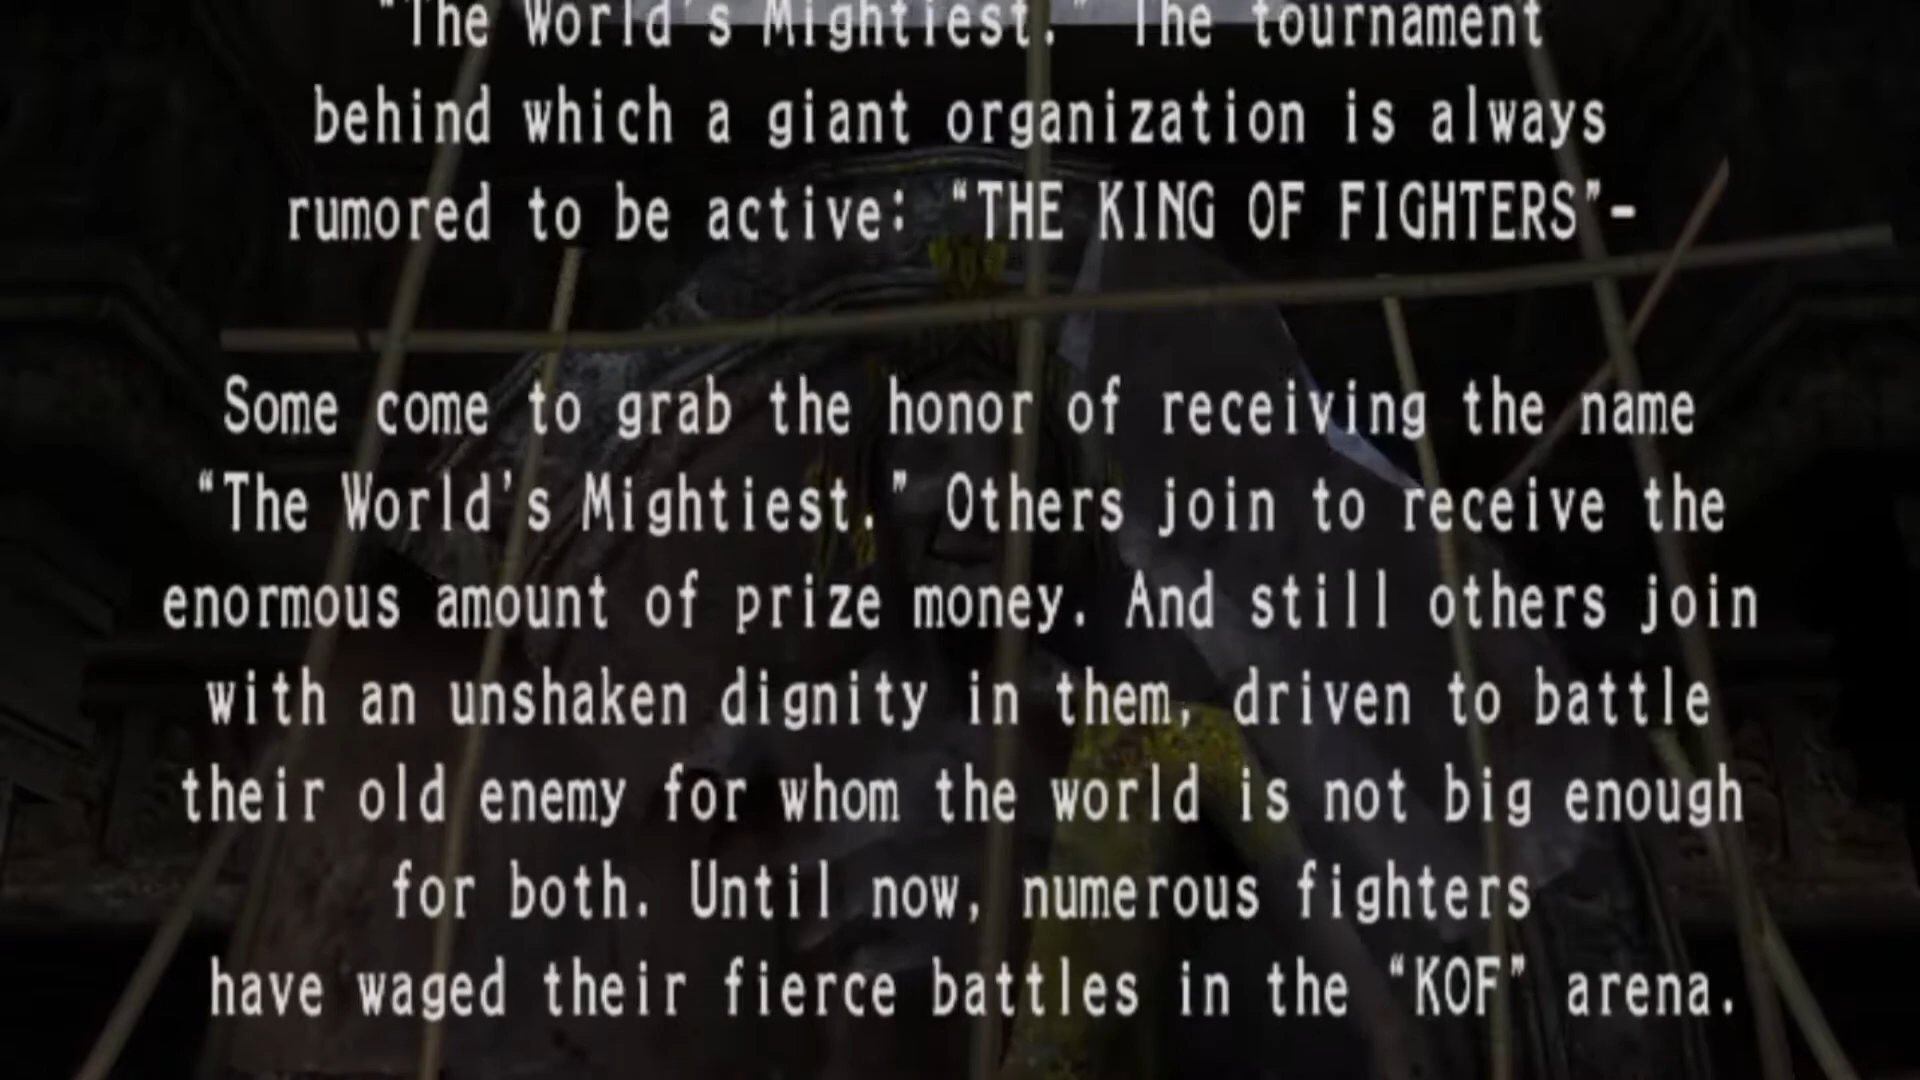 "The World's Mightiest." The tournament
behind which a giant organization is always
rumored to be active: “THE KING OF FIGHTERS”-
Some come to grab the honor of receiving the name
“The World's Mightiest.” Others join to receive the
enormous amount of prize money. And still others join
with an unshaken dignity in them, driven to battle
their old enemy for whom the world is not big enough
for both. Until now, numerous fighters
have waged their fierce battles in the “KOF” arena.